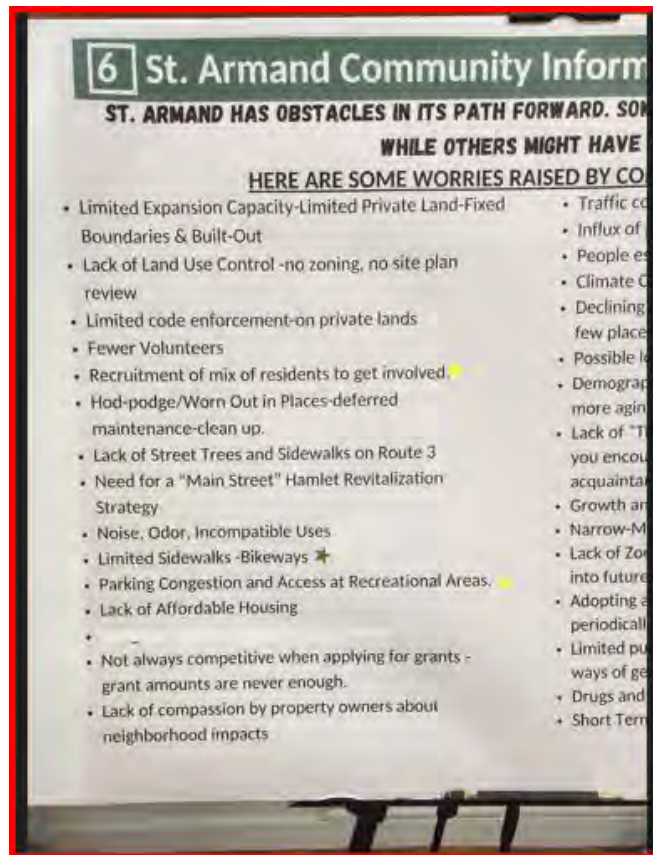 6 St. Armand Community Inform
ST. ARMAND HAS OBSTACLES IN ITS PATH FORWARD. SOM
WHILE OTHERS MIGHT HAVE
HERE ARE SOME WORRIES RAISED BY CO
• Limited Expansion Capacity-Limited Private Land-Fixed
Boundaries & Built-Out
• Lack of Land Use Control -no zoning, no site plan
review
• Limited code enforcement-on private lands
• Fewer Volunteers
• Recruitment of mix of residents to get involved.
• Hod-podge/Worn Out in Places-deferred
maintenance-clean up.
• Lack of Street Trees and Sidewalks on Route 3
• Need for a "Main Street" Hamlet Revitalization
Strategy
• Noise, Odor, Incompatible Uses
• Limited Sidewalks -Bikeways
• Parking Congestion and Access at Recreational Areas.
• Lack of Affordable Housing
•
• Not always competitive when applying for grants -
grant amounts are never enough.
• Lack of compassion by property owners about
neighborhood impacts
• Traffic co
• Influx of
• People es
• Climate C
• Declining
few place
• Possible l
• Demograp
more agin
• Lack of "T
you encou
acquainta
• Growth an
• Narrow-M
• Lack of Zo
into future
• Adopting a
periodicall
• Limited pu
ways of ge
• Drugs and
• Short Term